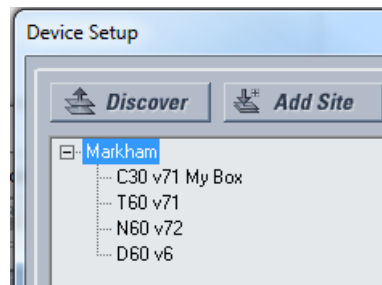 Device Setup
Discover Add Site
Markham
C30 v71 My Box
T60 v71
N60 v72
D60 v6